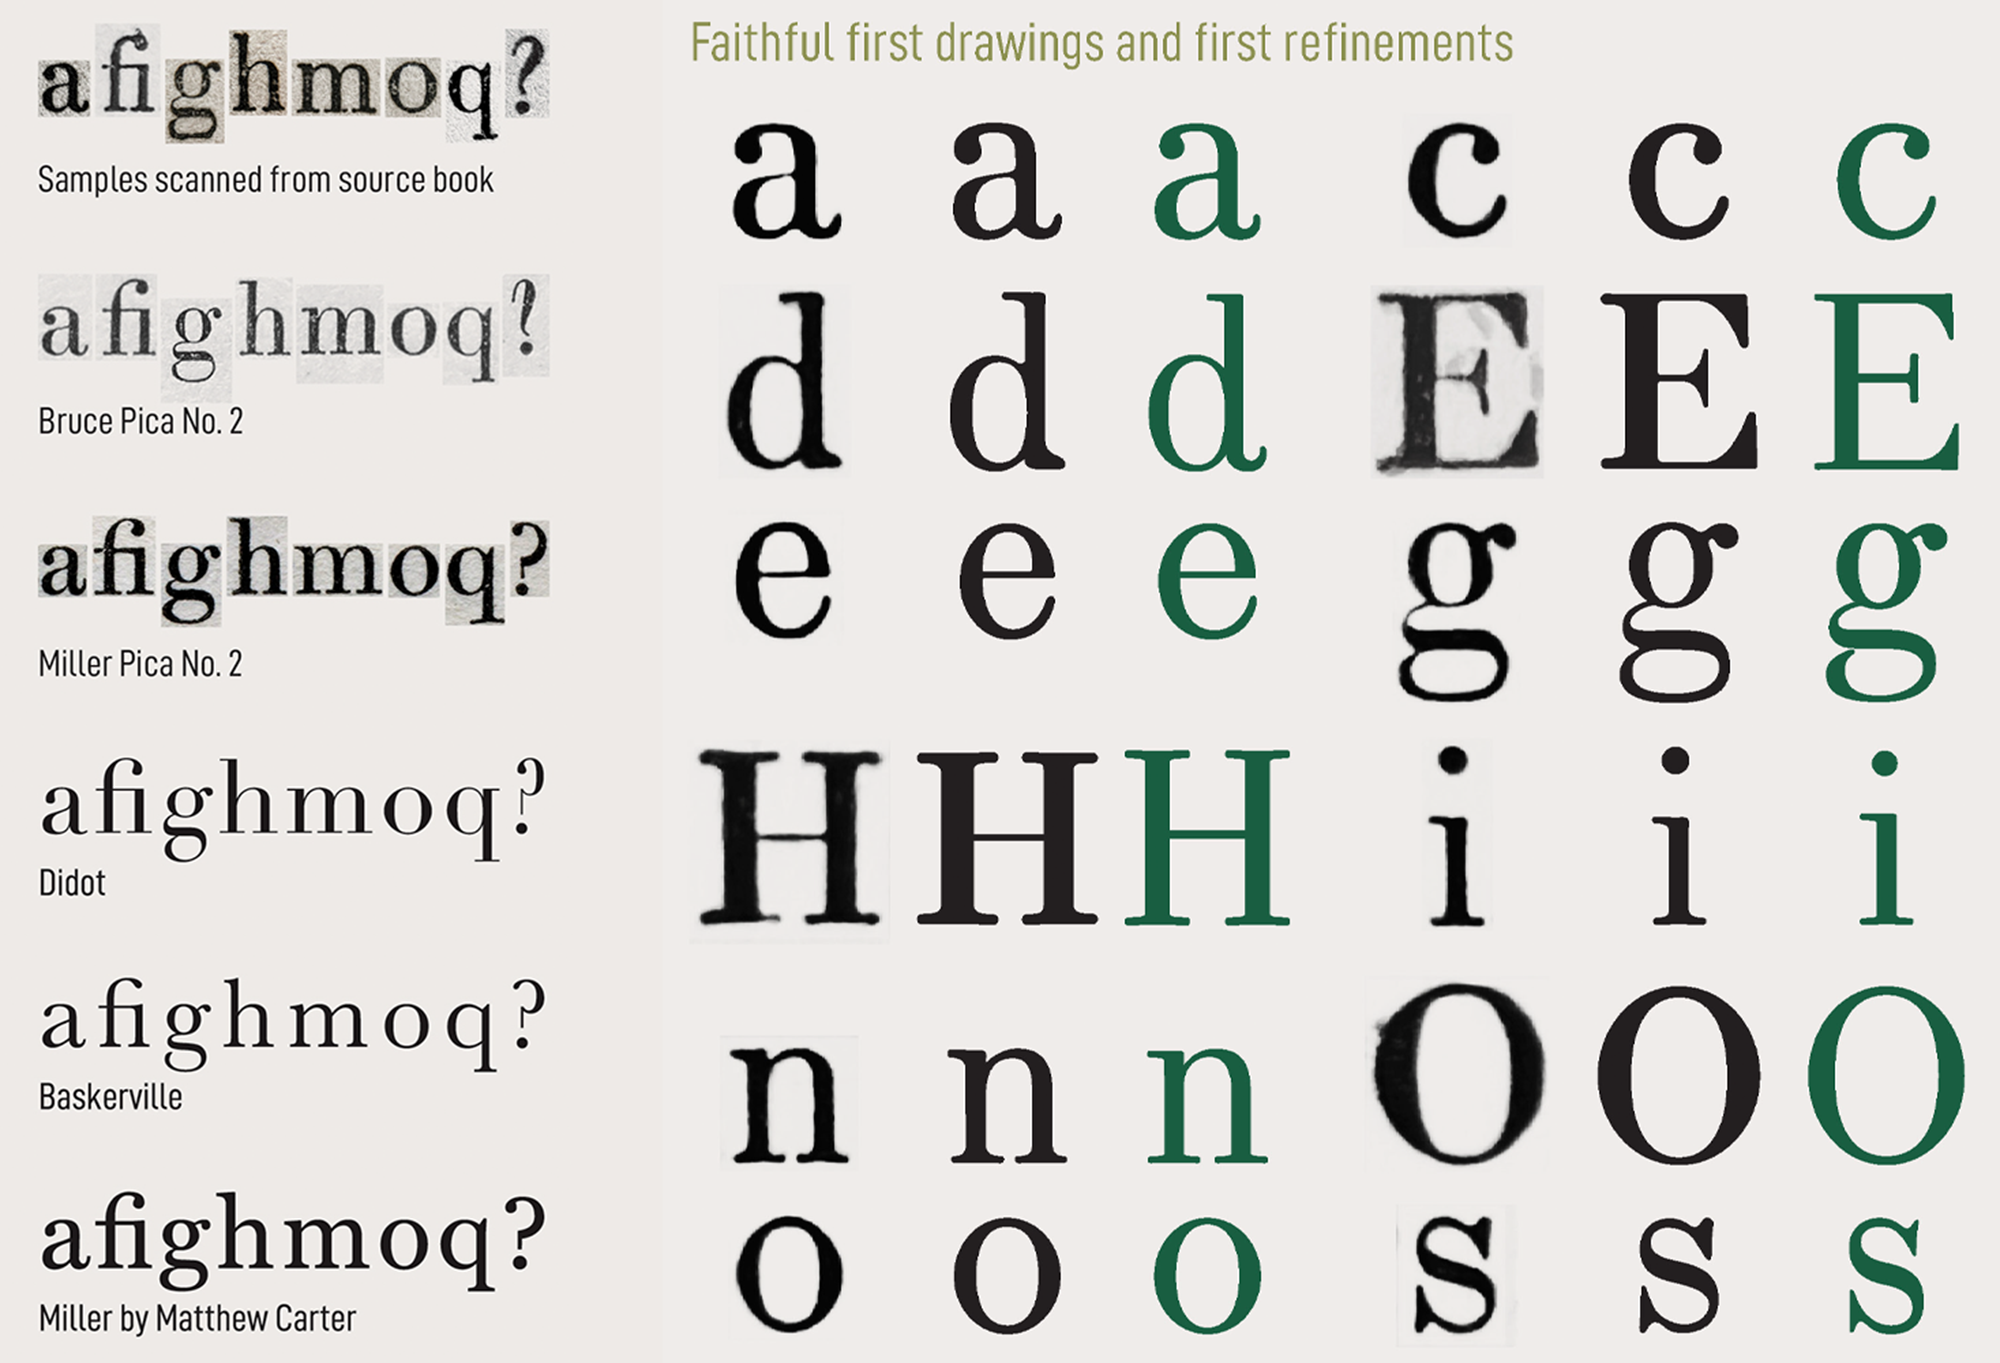 afighmoq?
Samples scanned from source book
afighmoq?
Bruce Pica No. 2
afighmoq?
Miller Pica No. 2
afighmoq?
Didot
afighmoq?
Baskerville
afighmoq?
Miller by Matthew Carter
Faithful first drawings and first refinements
a a a c c c
d d d E E E
e e e g g g
H H H i i i
n n n O O O
o o o s s s